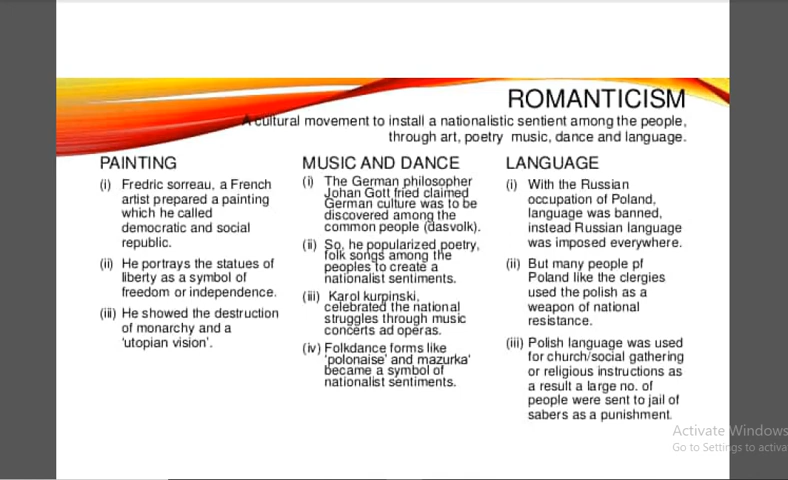 ROMANTICISM
A cultural movement to install a nationalistic sentient among the people,
through art, poetry music, dance and language.
PAINTING
(i) Fredric sorreau, a French
artist prepared a painting
which he called
democratic and social
republic.
(ii) He portrays the statues of
liberty as a symbol of
freedom or independence.
(iii) He showed the destruction
of monarchy and a
'utopian vision'.
MUSIC AND DANCE
(i) The German philosopher
Johan Gott fried claimed
German culture was to be
discovered among the
common people (dasvolk).
(ii) So, he popularized poetry,
folk songs among the
peoples to create a
nationalist sentiments.
(iii) Karol kurpinski,
celebrated the national
struggles through music
concerts ad operas.
(iv) Folkdance forms like
'polonaise' and mazurka'
became a symbol of
nationalist sentiments.
LANGUAGE
(i) With the Russian
occupation of Poland,
language was banned,
instead Russian language
was imposed everywhere.
(ii) But many people pf
Poland like the clergies
used the polish as a
weapon of national
resistance.
(iii) Polish language was used
for church/social gathering
or religious instructions as
a result a large no. of
people were sent to jail of
sabers as a punishment.
Activate Windows
Go to Settings to activa